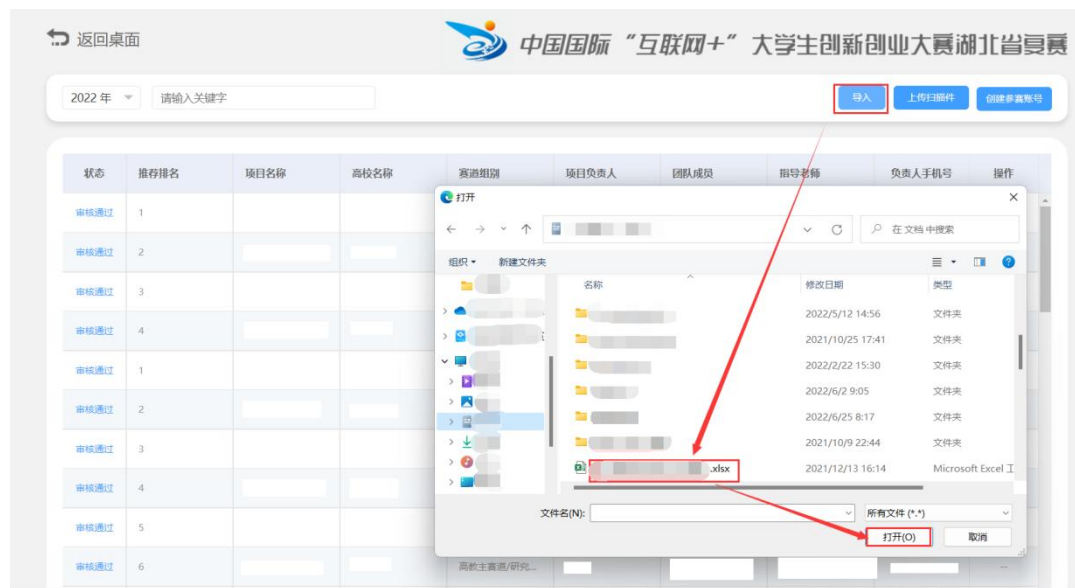 返回桌面
中国国际“互联网+”大学生创新创业大赛湖北省复赛
2022 年 请输入关键字 导入 上传扫描件 创建参赛账号
状态 推荐排名 项目名称 高校名称 赛道组别 项目负责人 团队成员 指导老师 负责人手机号 操作
审核通过 1
审核通过 2
审核通过 3
审核通过 4
审核通过 1
审核通过 2
审核通过 3
审核通过 4
审核通过 5
审核通过 6 高教主赛道/研究... --
打开
在 文档 中搜索
组织 新建文件夹
名称 修改日期 类型
2022/5/12 14:56 文件夹
2021/10/25 17:41 文件夹
2022/2/22 15:30 文件夹
2022/6/2 9:05 文件夹
2022/6/25 8:17 文件夹
2021/10/9 22:44 文件夹
.xlsx 2021/12/13 16:14 Microsoft Excel 工
文件名(N): 所有文件 (*.*)
打开(O) 取消